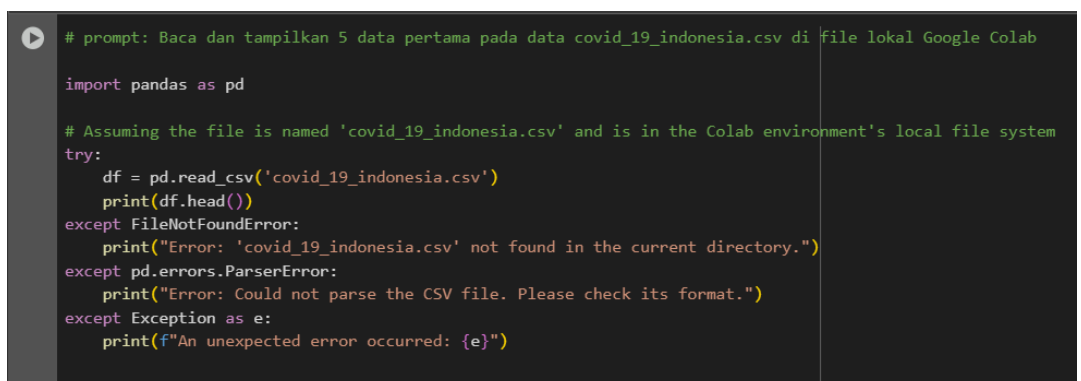 # prompt: Baca dan tampilkan 5 data pertama pada data covid_19_indonesia.csv di file lokal Google Colab
import pandas as pd
# Assuming the file is named 'covid_19_indonesia.csv' and is in the Colab environment's local file system
try:
    df = pd.read_csv('covid_19_indonesia.csv')
    print(df.head())
except FileNotFoundError:
    print("Error: 'covid_19_indonesia.csv' not found in the current directory.")
except pd.errors.ParserError:
    print("Error: Could not parse the CSV file. Please check its format.")
except Exception as e:
    print(f"An unexpected error occurred: {e}")